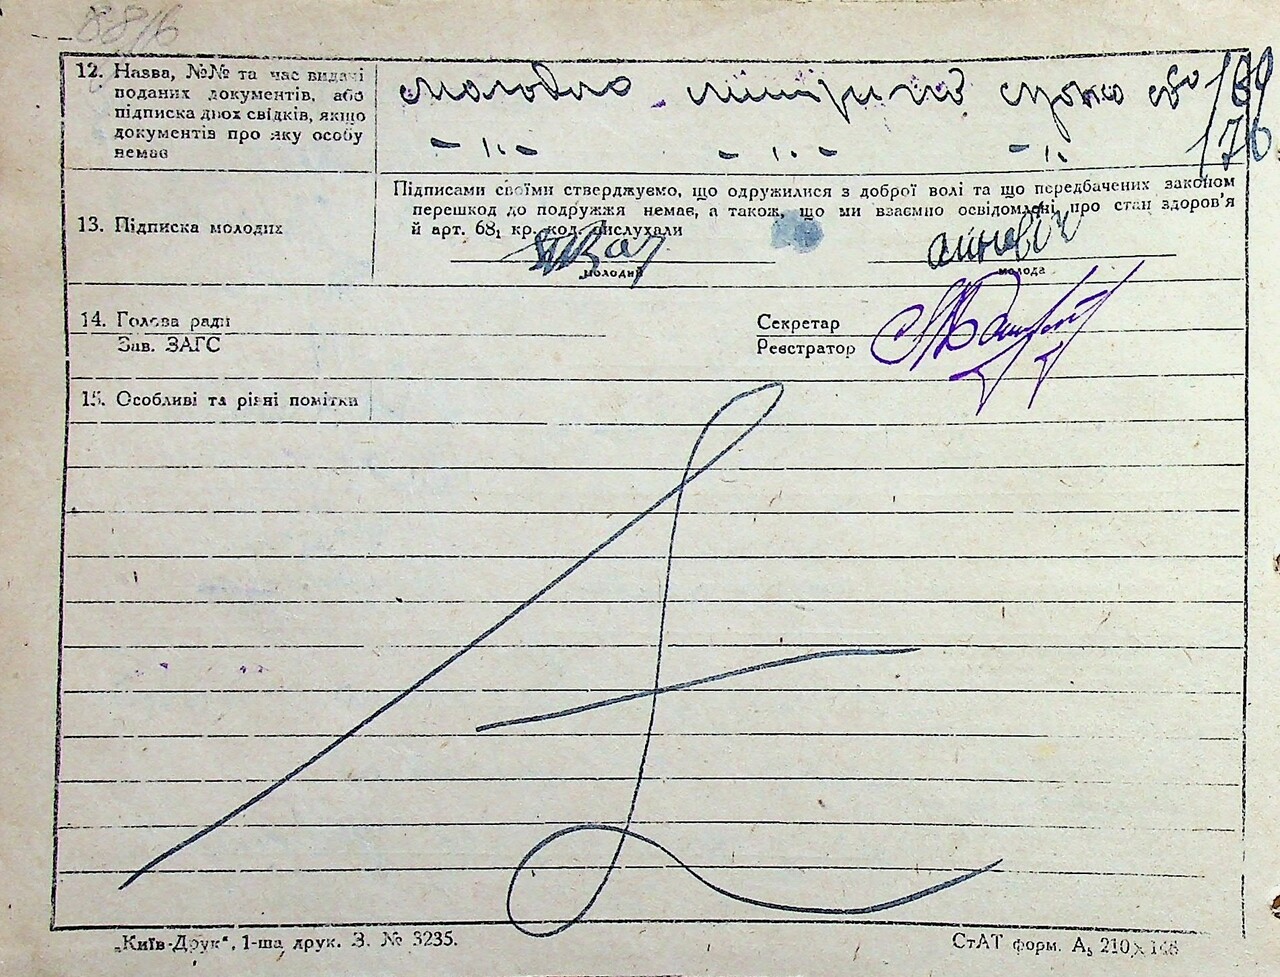 12. Назва, №№ та час видачі
поданих документів, або
підписка двох свідків, якщо
документів про яку особу
немає
139
176
- ".. - - ".. - - "..
13. Підписка молодих
Підписами своїми стверджуємо, що одружилися з доброї волі та що передбачених законом
перешкод до подружжя немає, а також, що ми взаємно освідомлені про стан здоров'я
й арт. 68₁ кр. код. вислухали
молодий
молода
14. Голова ради
Зав. ЗАГС
Секретар
Реєстратор
15. Особливі та різні помітки
„Київ-Друк“, 1-ша друк. З. № 3235.
СтАТ форм. А₅ 210×148